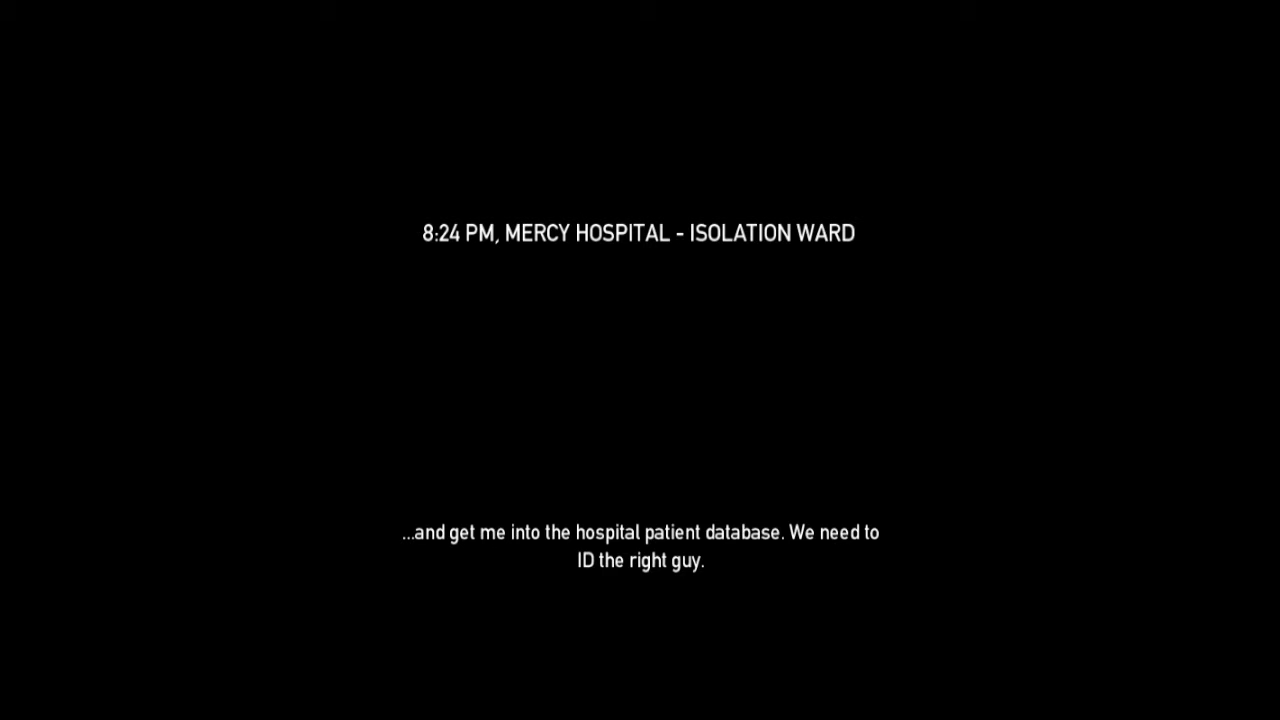 8:24 PM, MERCY HOSPITAL - ISOLATION WARD
...and get me into the hospital patient database. We need to
ID the right guy.